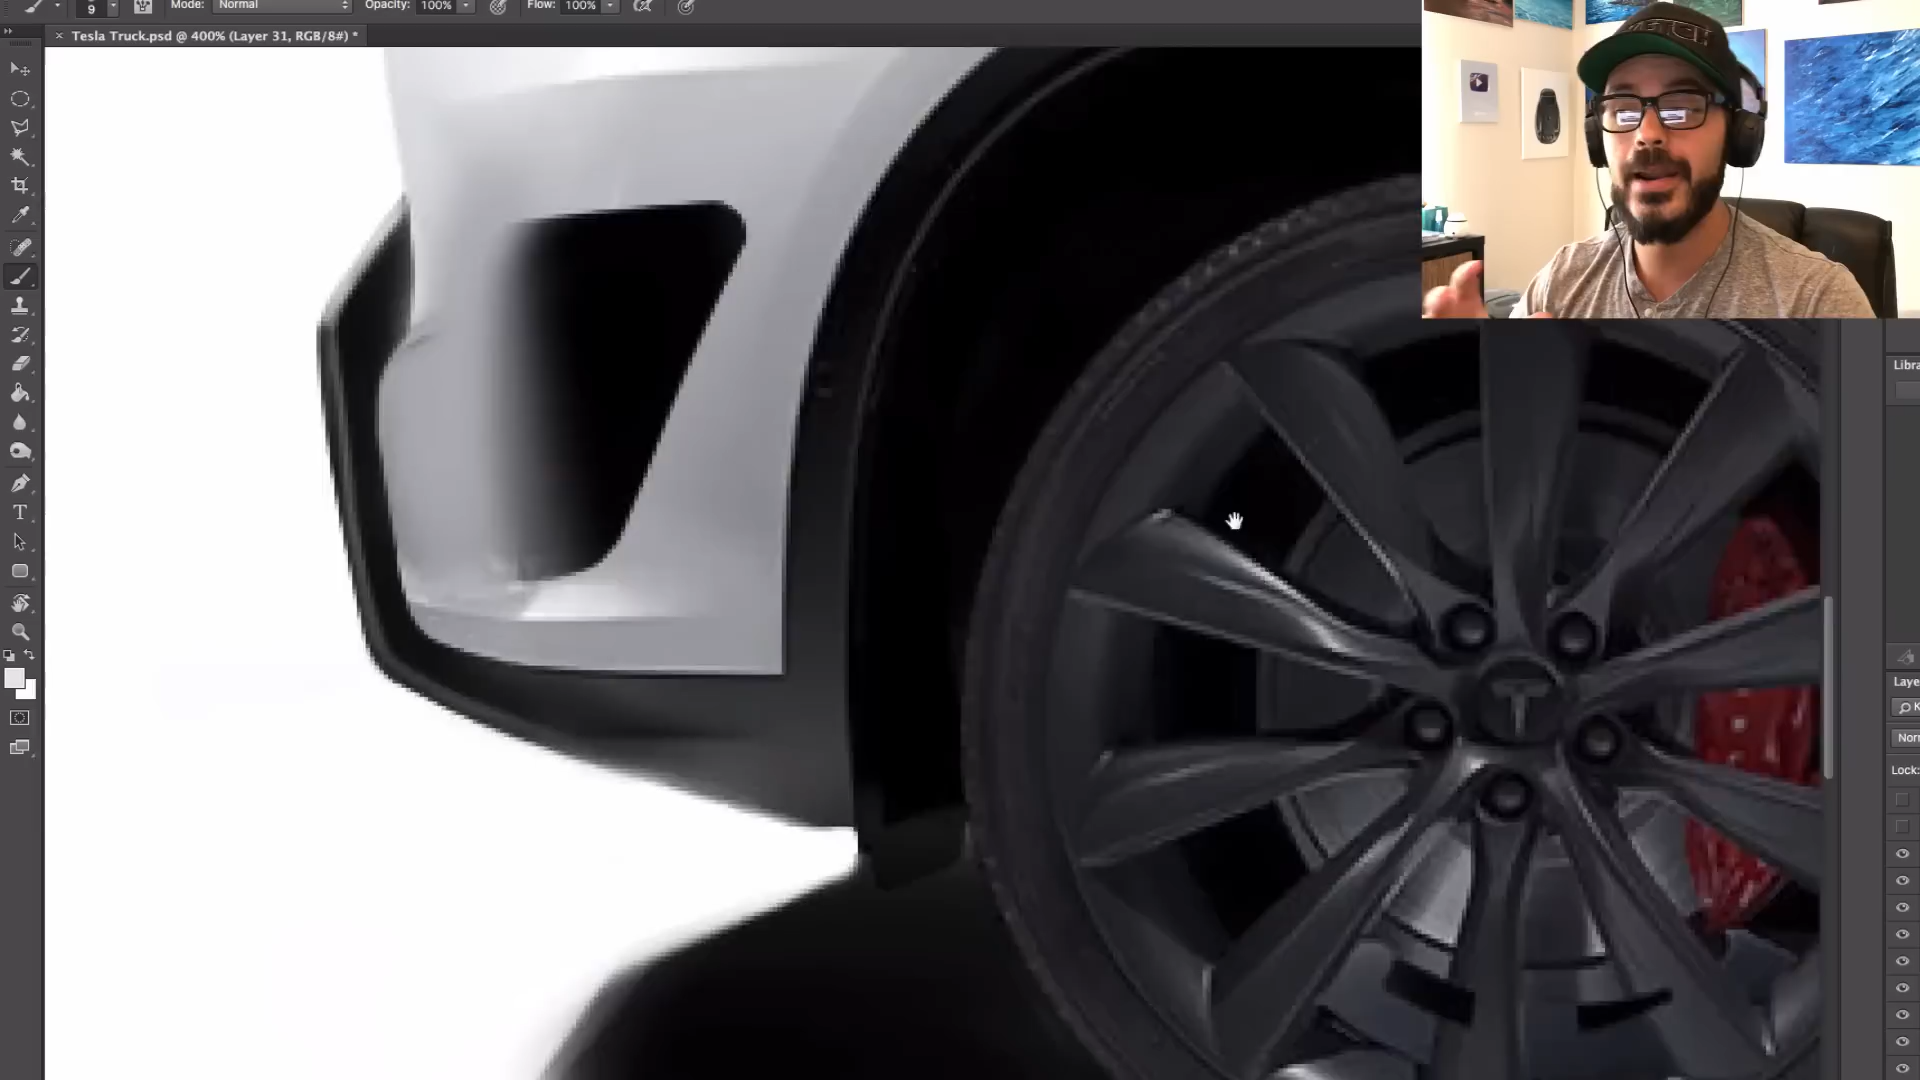 Mode: Normal Opacity: 100% Flow: 100%
9
× Tesla Truck.psd @ 400% (Layer 31, RGB/8#) *
Libra
T
T
Laye
K
Norr
Lock: